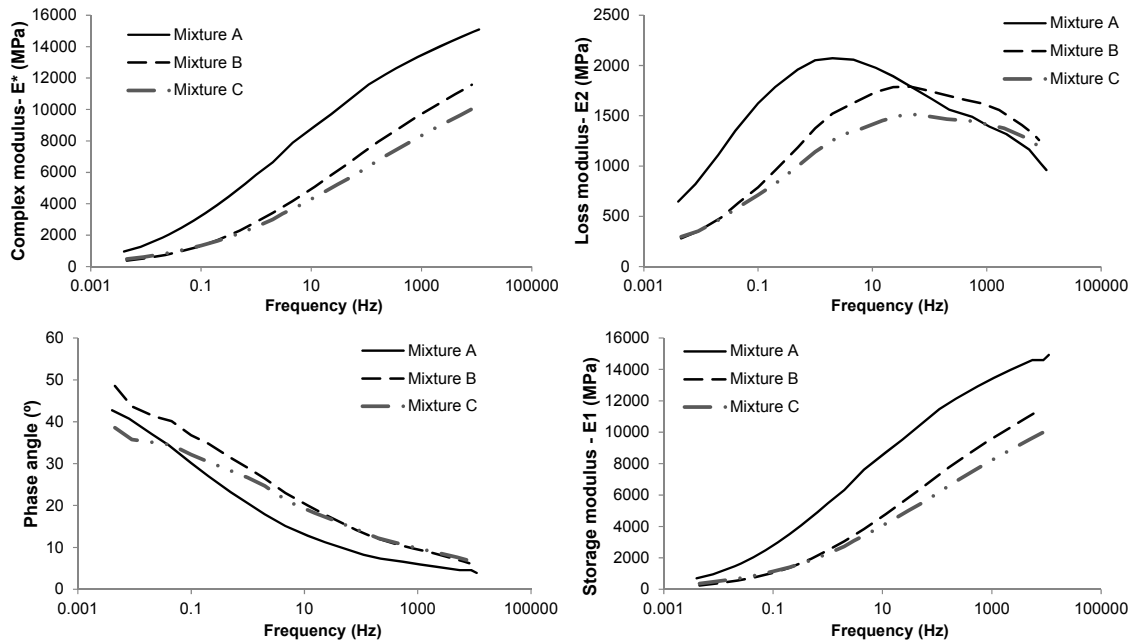 Complex modulus- E* (MPa)
16000
14000
12000
10000
8000
6000
4000
2000
0
Mixture A
Mixture B
Mixture C
0.001
0.1
10
1000
100000
Frequency (Hz)
Loss modulus- E2 (MPa)
2500
2000
1500
1000
500
0
Mixture A
Mixture B
Mixture C
0.001
0.1
10
1000
100000
Frequency (Hz)
Phase angle (º)
60
50
40
30
20
10
0
Mixture A
Mixture B
Mixture C
0.001
0.1
10
1000
100000
Frequency (Hz)
Storage modulus - E1 (MPa)
16000
14000
12000
10000
8000
6000
4000
2000
0
Mixture A
Mixture B
Mixture C
0.001
0.1
10
1000
100000
Frequency (Hz)